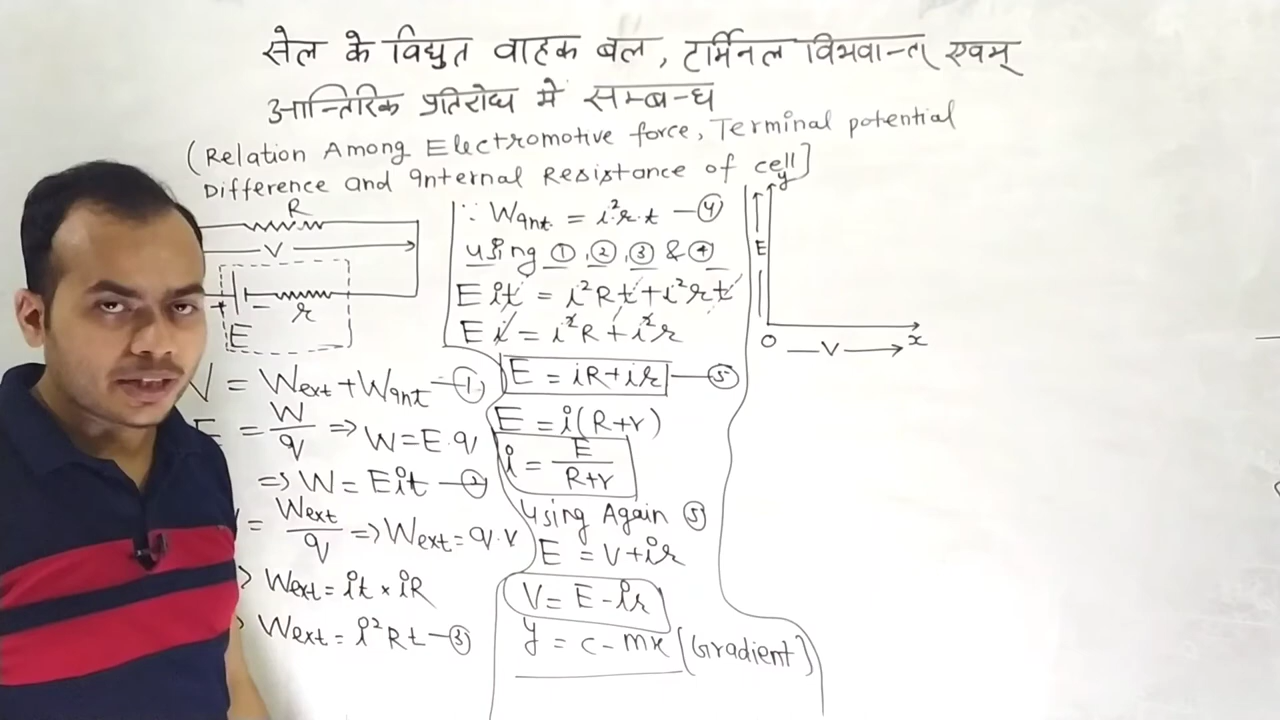 सेल के विद्युत वाहक बल, टर्मिनल विभवान्तर एवम्
आन्तिरिक प्रतिरोध मे सम्बन्ध
(Relation Among Electromotive force, Terminal potential
Difference and Internal Resistance of cell]
R
V
+ – r
E
V = Wext + WInt —①
E = W/q ⇒ W = E.q
⇒ W = Eit —②
= Wext/q ⇒ Wext = q.v
Wext = it × iR
Wext = i²Rt —③
∵ WInt. = i².r.t —④
Using ①, ②, ③ & ④
Eit = i²Rt + i²rt
Ei = i²R + i²r
E = iR + ir —⑤
E = i(R+r)
i = E/(R+r)
Using Again ⑤
E = V + ir
V = E - ir
y = c - mx (Gradient)
y
E
O
x
V